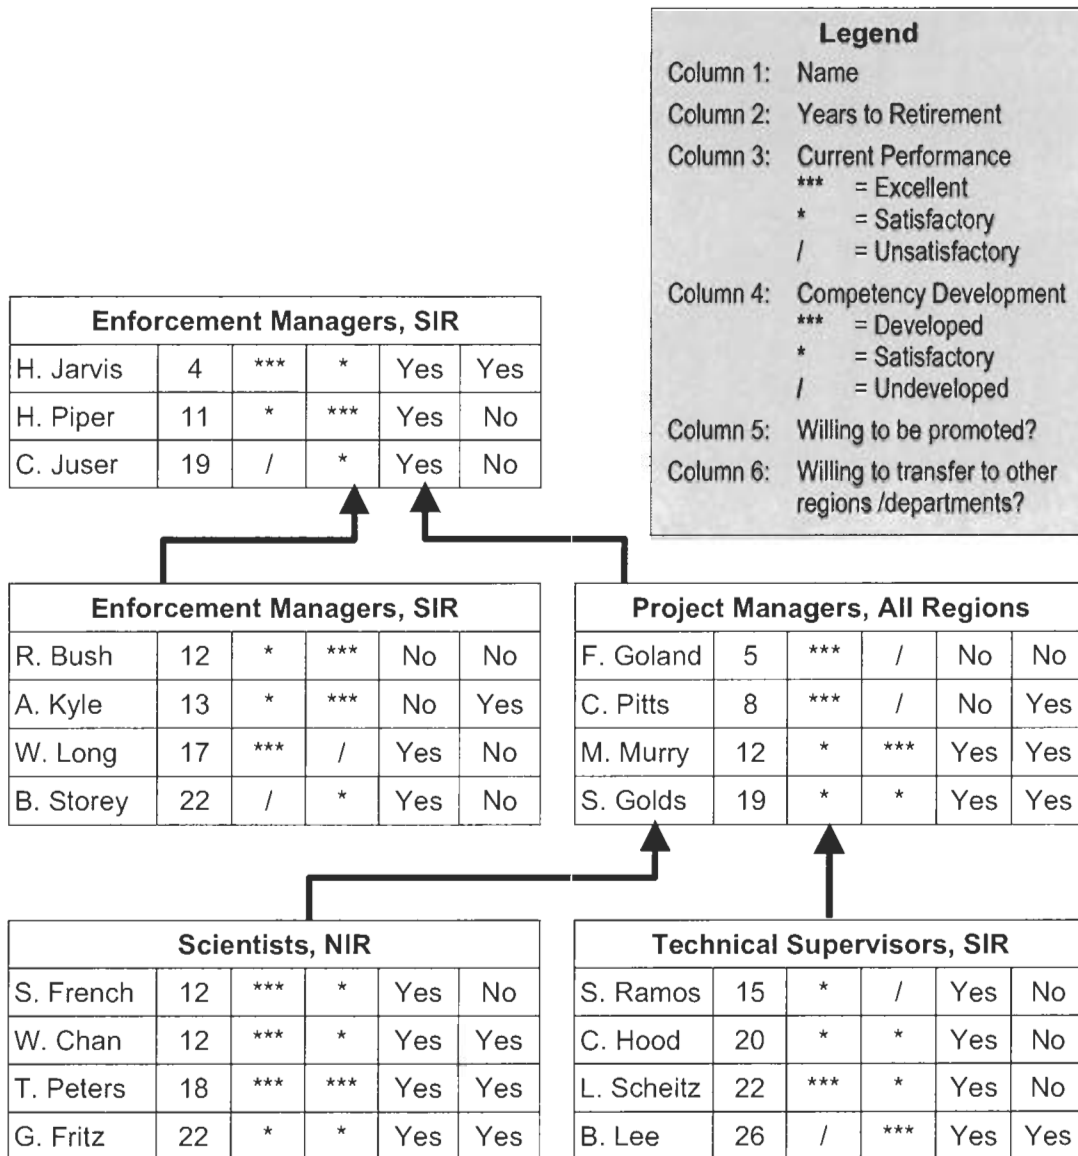 Legend
Column 1: Name
Column 2: Years to Retirement
Column 3: Current Performance
*** = Excellent
* = Satisfactory
/ = Unsatisfactory
Column 4: Competency Development
*** = Developed
* = Satisfactory
/ = Undeveloped
Column 5: Willing to be promoted?
Column 6: Willing to transfer to other
regions /departments?
Enforcement Managers, SIR
H. Jarvis 4 *** * Yes Yes
H. Piper 11 * *** Yes No
C. Juser 19 / * Yes No
Enforcement Managers, SIR
R. Bush 12 * *** No No
A. Kyle 13 * *** No Yes
W. Long 17 *** / Yes No
B. Storey 22 / * Yes No
Project Managers, All Regions
F. Goland 5 *** / No No
C. Pitts 8 *** / No Yes
M. Murry 12 * *** Yes Yes
S. Golds 19 * * Yes Yes
Scientists, NIR
S. French 12 *** * Yes No
W. Chan 12 *** * Yes Yes
T. Peters 18 *** *** Yes Yes
G. Fritz 22 * * Yes Yes
Technical Supervisors, SIR
S. Ramos 15 * / Yes No
C. Hood 20 * * Yes No
L. Scheitz 22 *** * Yes No
B. Lee 26 / *** Yes Yes